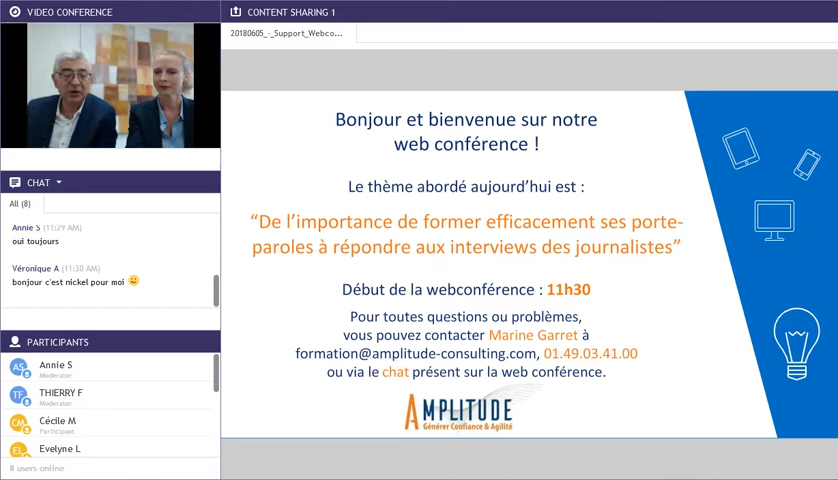 VIDEO CONFERENCE
CHAT
All (8)
Annie S (11:29 AM)
oui toujours
Véronique A (11:30 AM)
bonjour c'est nickel pour moi
PARTICIPANTS
AS
Annie S
Moderator
TF
THIERRY F
Moderator
CM
Cécile M
Participant
EL
Evelyne L
8 users online
CONTENT SHARING 1
20180605_-_Support_Webco...
Bonjour et bienvenue sur notre
web conférence !
Le thème abordé aujourd'hui est :
“De l'importance de former efficacement ses porte-
paroles à répondre aux interviews des journalistes”
Début de la webconférence : 11h30
Pour toutes questions ou problèmes,
vous pouvez contacter Marine Garret à
formation@amplitude-consulting.com, 01.49.03.41.00
ou via le chat présent sur la web conférence.
AMPLITUDE
Générer Confiance & Agilité